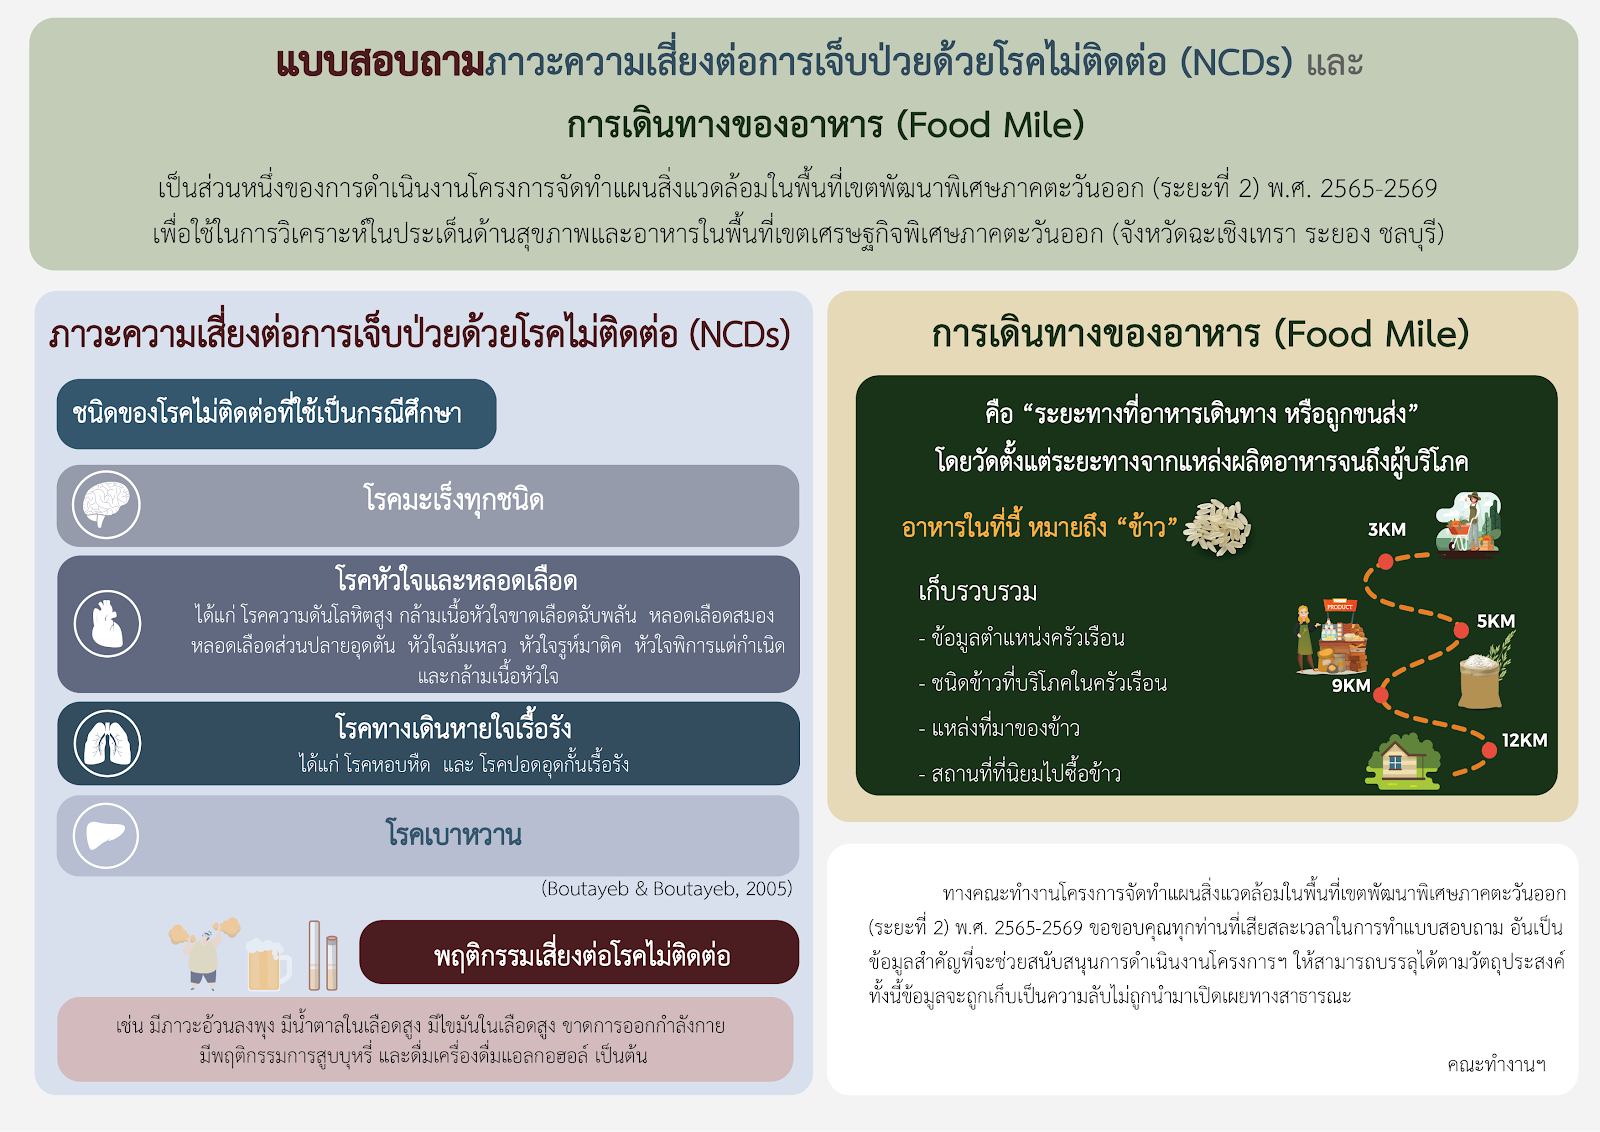 แบบสอบถามภาวะความเสี่ยงต่อการเจ็บป่วยด้วยโรคไม่ติดต่อ (NCDs) และ
การเดินทางของอาหาร (Food Mile)
เป็นส่วนหนึ่งของการดำเนินงานโครงการจัดทำแผนสิ่งแวดล้อมในพื้นที่เขตพัฒนาพิเศษภาคตะวันออก (ระยะที่ 2) พ.ศ. 2565-2569
เพื่อใช้ในการวิเคราะห์ในประเด็นด้านสุขภาพและอาหารในพื้นที่เขตเศรษฐกิจพิเศษภาคตะวันออก (จังหวัดฉะเชิงเทรา ระยอง ชลบุรี)
ภาวะความเสี่ยงต่อการเจ็บป่วยด้วยโรคไม่ติดต่อ (NCDs)
ชนิดของโรคไม่ติดต่อที่ใช้เป็นกรณีศึกษา
โรคมะเร็งทุกชนิด
โรคหัวใจและหลอดเลือด
ได้แก่ โรคความดันโลหิตสูง กล้ามเนื้อหัวใจขาดเลือดฉับพลัน หลอดเลือดสมอง
หลอดเลือดส่วนปลายอุดตัน หัวใจล้มเหลว หัวใจรูห์มาติค หัวใจพิการแต่กำเนิด
และกล้ามเนื้อหัวใจ
โรคทางเดินหายใจเรื้อรัง
ได้แก่ โรคหอบหืด และ โรคปอดอุดกั้นเรื้อรัง
โรคเบาหวาน
(Boutayeb & Boutayeb, 2005)
พฤติกรรมเสี่ยงต่อโรคไม่ติดต่อ
เช่น มีภาวะอ้วนลงพุง มีน้ำตาลในเลือดสูง มีไขมันในเลือดสูง ขาดการออกกำลังกาย
มีพฤติกรรมการสูบบุหรี่ และดื่มเครื่องดื่มแอลกอฮอล์ เป็นต้น
การเดินทางของอาหาร (Food Mile)
คือ “ระยะทางที่อาหารเดินทาง หรือถูกขนส่ง”
โดยวัดตั้งแต่ระยะทางจากแหล่งผลิตอาหารจนถึงผู้บริโภค
อาหารในที่นี้ หมายถึง “ข้าว”
เก็บรวบรวม
- ข้อมูลตำแหน่งครัวเรือน
- ชนิดข้าวที่บริโภคในครัวเรือน
- แหล่งที่มาของข้าว
- สถานที่ที่นิยมไปซื้อข้าว
3KM
PRODUCT
5KM
9KM
12KM
ทางคณะทำงานโครงการจัดทำแผนสิ่งแวดล้อมในพื้นที่เขตพัฒนาพิเศษภาคตะวันออก
(ระยะที่ 2) พ.ศ. 2565-2569 ขอขอบคุณทุกท่านที่เสียสละเวลาในการทำแบบสอบถาม อันเป็น
ข้อมูลสำคัญที่จะช่วยสนับสนุนการดำเนินงานโครงการฯ ให้สามารถบรรลุได้ตามวัตถุประสงค์
ทั้งนี้ข้อมูลจะถูกเก็บเป็นความลับไม่ถูกนำมาเปิดเผยทางสาธารณะ
คณะทำงานฯ